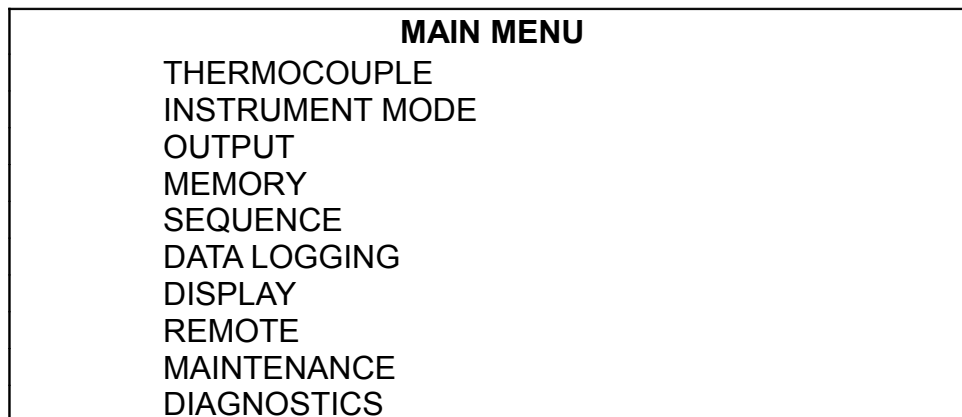 MAIN MENU
THERMOCOUPLE
INSTRUMENT MODE
OUTPUT
MEMORY
SEQUENCE
DATA LOGGING
DISPLAY
REMOTE
MAINTENANCE
DIAGNOSTICS